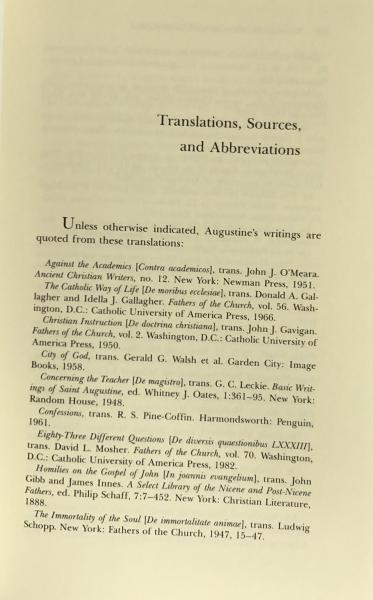 Translations, Sources,
and Abbreviations
Unless otherwise indicated, Augustine's writings are
quoted from these translations:
Against the Academics [Contra academicos], trans. John J. O'Meara.
Ancient Christian Writers, no. 12. New York: Newman Press, 1951.
The Catholic Way of Life [De moribus ecclesiae], trans. Donald A. Gal-
lagher and Idella J. Gallagher. Fathers of the Church, vol. 56. Wash-
ington, D.C.: Catholic University of America Press, 1966.
Christian Instruction [De doctrina christiana], trans. John J. Gavigan.
Fathers of the Church, vol. 2. Washington, D.C.: Catholic University of
America Press, 1950.
City of God, trans. Gerald G. Walsh et al. Garden City: Image
Books, 1958.
Concerning the Teacher [De magistro], trans. G. C. Leckie. Basic Writ-
ings of Saint Augustine, ed. Whitney J. Oates, 1:361–95. New York:
Random House, 1948.
Confessions, trans. R. S. Pine-Coffin. Harmondsworth: Penguin,
1961.
Eighty-Three Different Questions [De diversis quaestionibus LXXXIII],
trans. David L. Mosher. Fathers of the Church, vol. 70. Washington,
D.C.: Catholic University of America Press, 1982.
Homilies on the Gospel of John [In joannis evangelium], trans. John
Gibb and James Innes. A Select Library of the Nicene and Post-Nicene
Fathers, ed. Philip Schaff, 7:7–452. New York: Christian Literature,
1888.
The Immortality of the Soul [De immortalitate animae], trans. Ludwig
Schopp. New York: Fathers of the Church, 1947, 15–47.